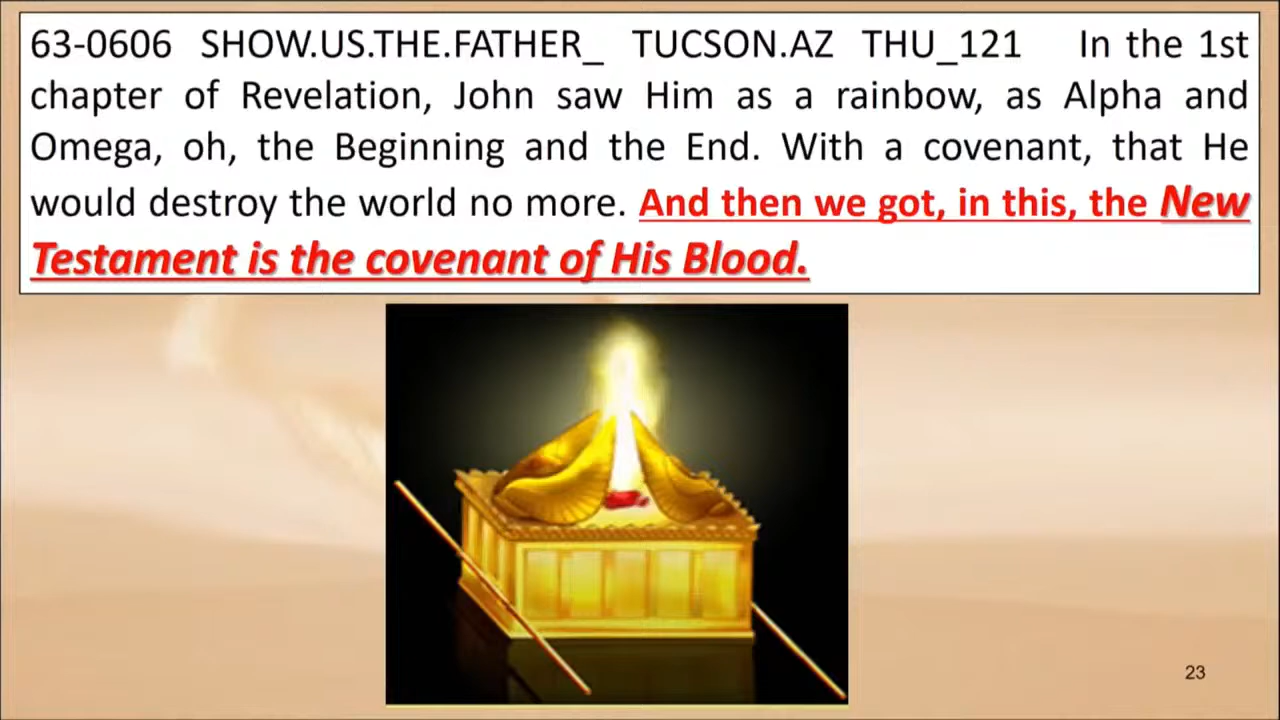 63-0606 SHOW.US.THE.FATHER_ TUCSON.AZ THU_121 In the 1st
chapter of Revelation, John saw Him as a rainbow, as Alpha and
Omega, oh, the Beginning and the End. With a covenant, that He
would destroy the world no more. And then we got, in this, the New
Testament is the covenant of His Blood.
23